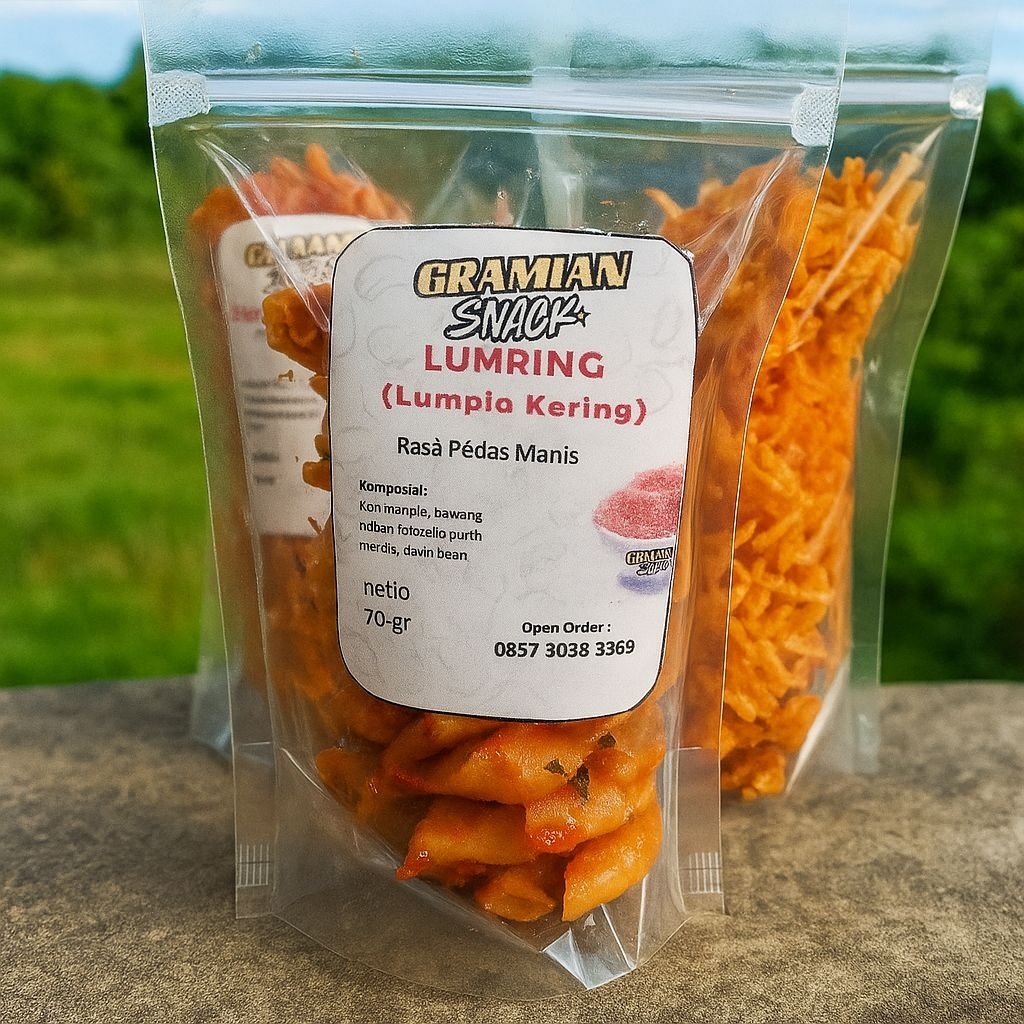 GRAMIAN
SNACK
LUMRING
(Lumpia Kering)
Rasà Pédas Manis
Komposial:
Kon manple, bawang
ndban fotozelio purth
merdis, davin bean
netio
70-gr
Open Order :
0857 3038 3369